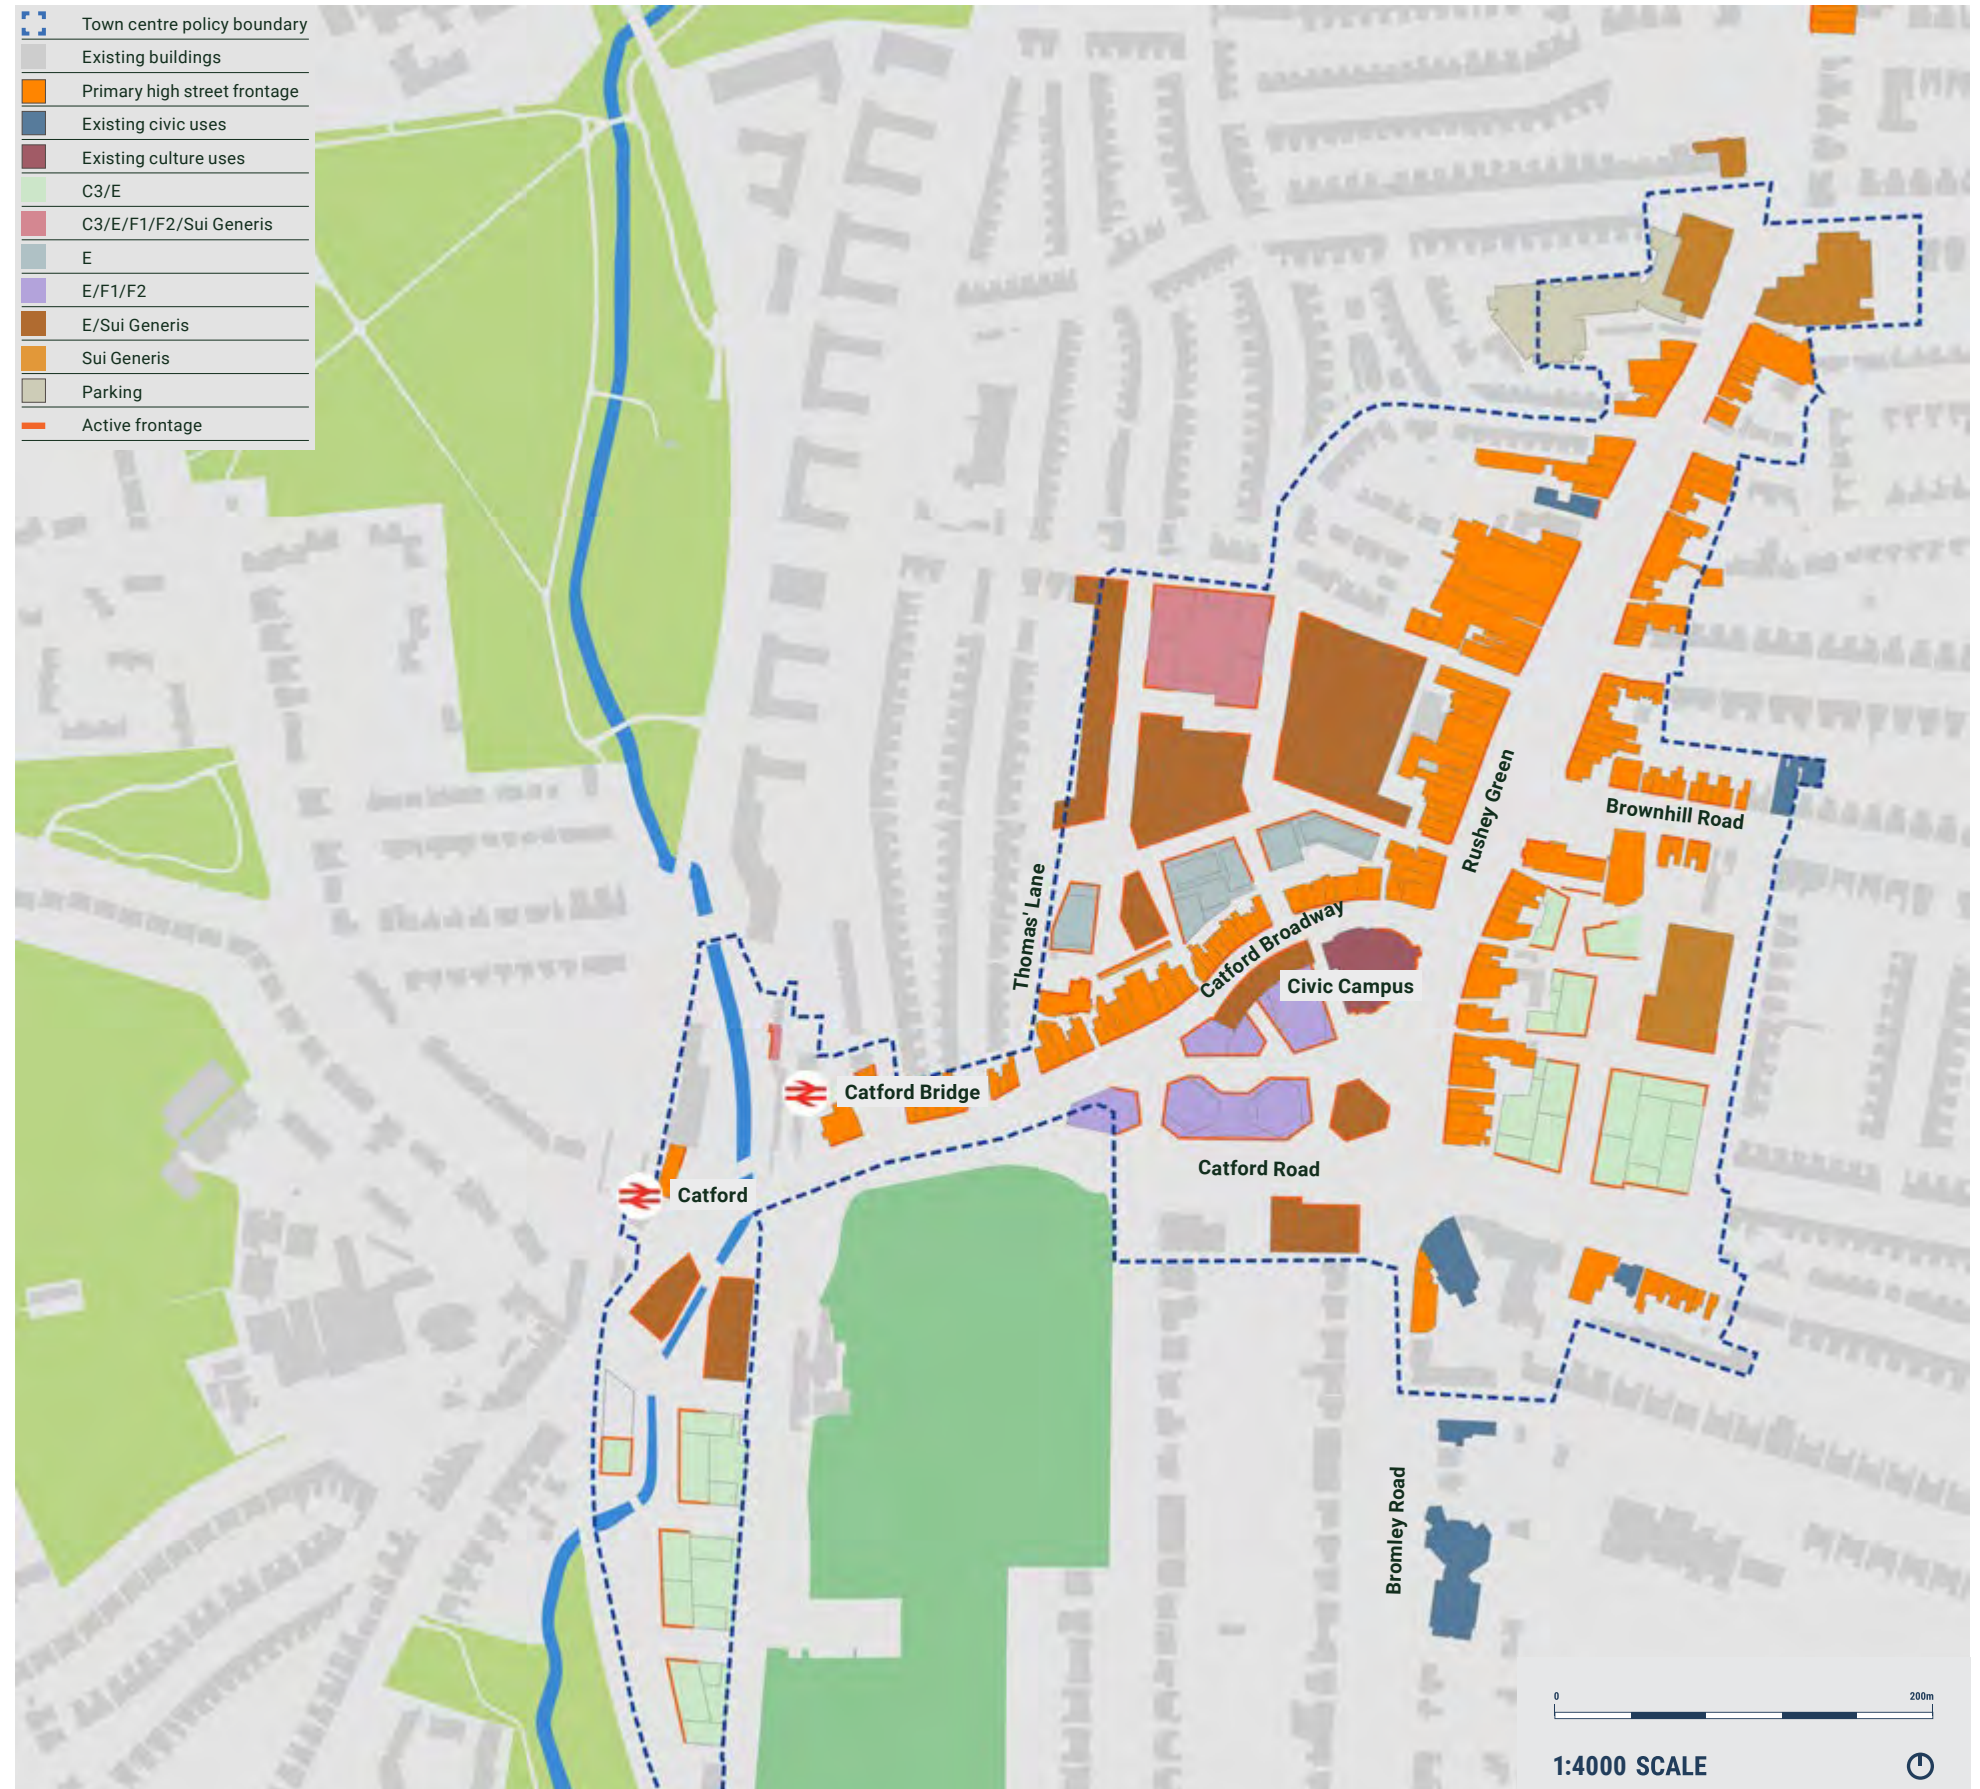 Town centre policy boundary
Existing buildings
Primary high street frontage
Existing civic uses
Existing culture uses
C3/E
C3/E/F1/F2/Sui Generis
E
E/F1/F2
E/Sui Generis
Sui Generis
Parking
Active frontage
Rushey Green
Brownhill Road
Thomas' Lane
Catford Broadway
Civic Campus
Catford Bridge
Catford Road
Catford
Bromley Road
0 200m
1:4000 SCALE